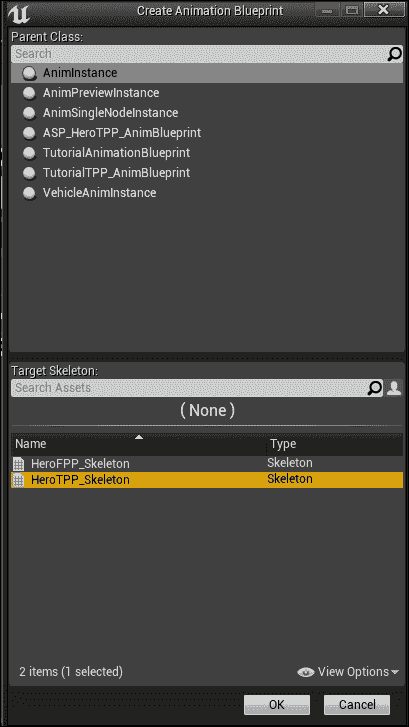 Create Animation Blueprint
Parent Class:
Search
AnimInstance
AnimPreviewInstance
AnimSingleNodeInstance
ASP_HeroTPP_AnimBlueprint
TutorialAnimationBlueprint
TutorialTPP_AnimBlueprint
VehicleAnimInstance
Target Skeleton:
Search Assets
( None )
Name Type
HeroFPP_Skeleton Skeleton
HeroTPP_Skeleton Skeleton
2 items (1 selected) View Options
OK Cancel